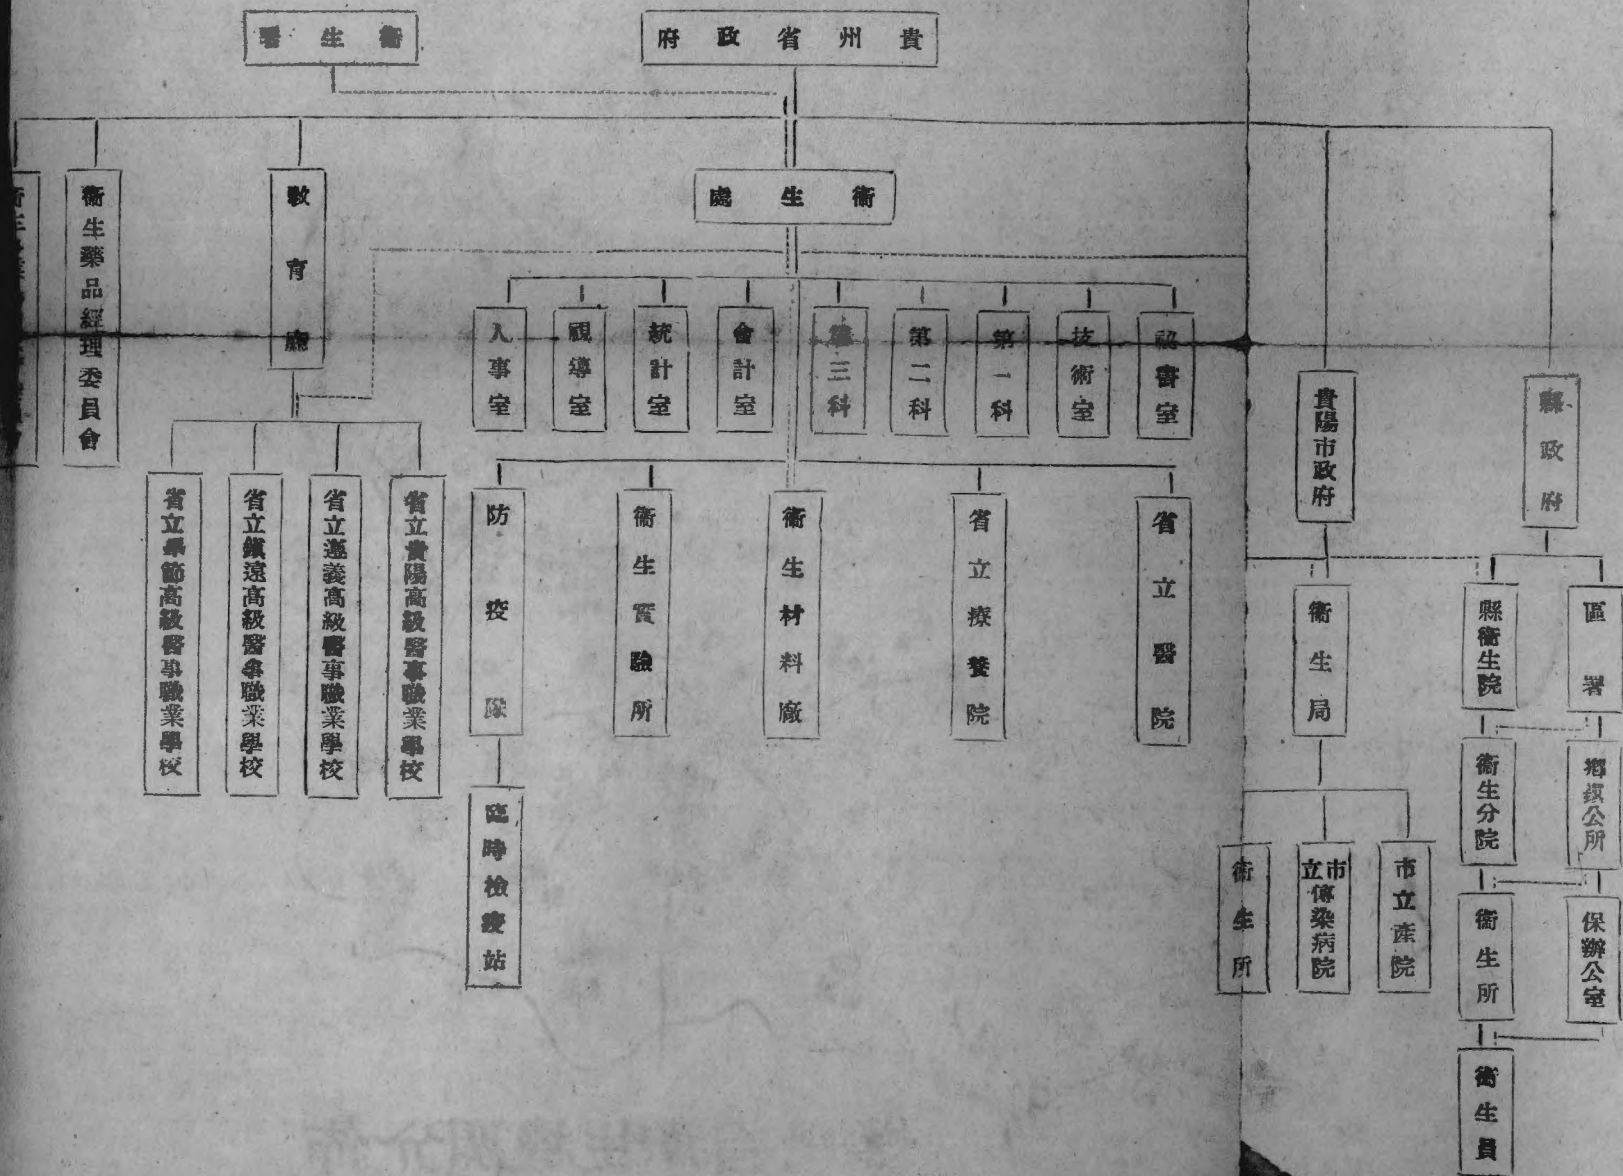 貴州省政府
衛生署
衛生處
縣政府
貴陽市政府
教育廳
衛生藥品經理委員會
秘書室
技術室
第一科
第二科
第三科
會計室
統計室
視導室
人事室
省立醫院
省立療養院
衛生材料廠
衛生實驗所
防疫隊
臨時檢疫站
省立貴陽高級醫事職業學校
省立遵義高級醫事職業學校
省立鎮遠高級醫事職業學校
省立畢節高級醫事職業學校
區署
縣衛生院
衛生局
鄉鎮公所
衛生分院
市立產院
市立傳染病院
衛生所
保辦公室
衛生所
衛生員